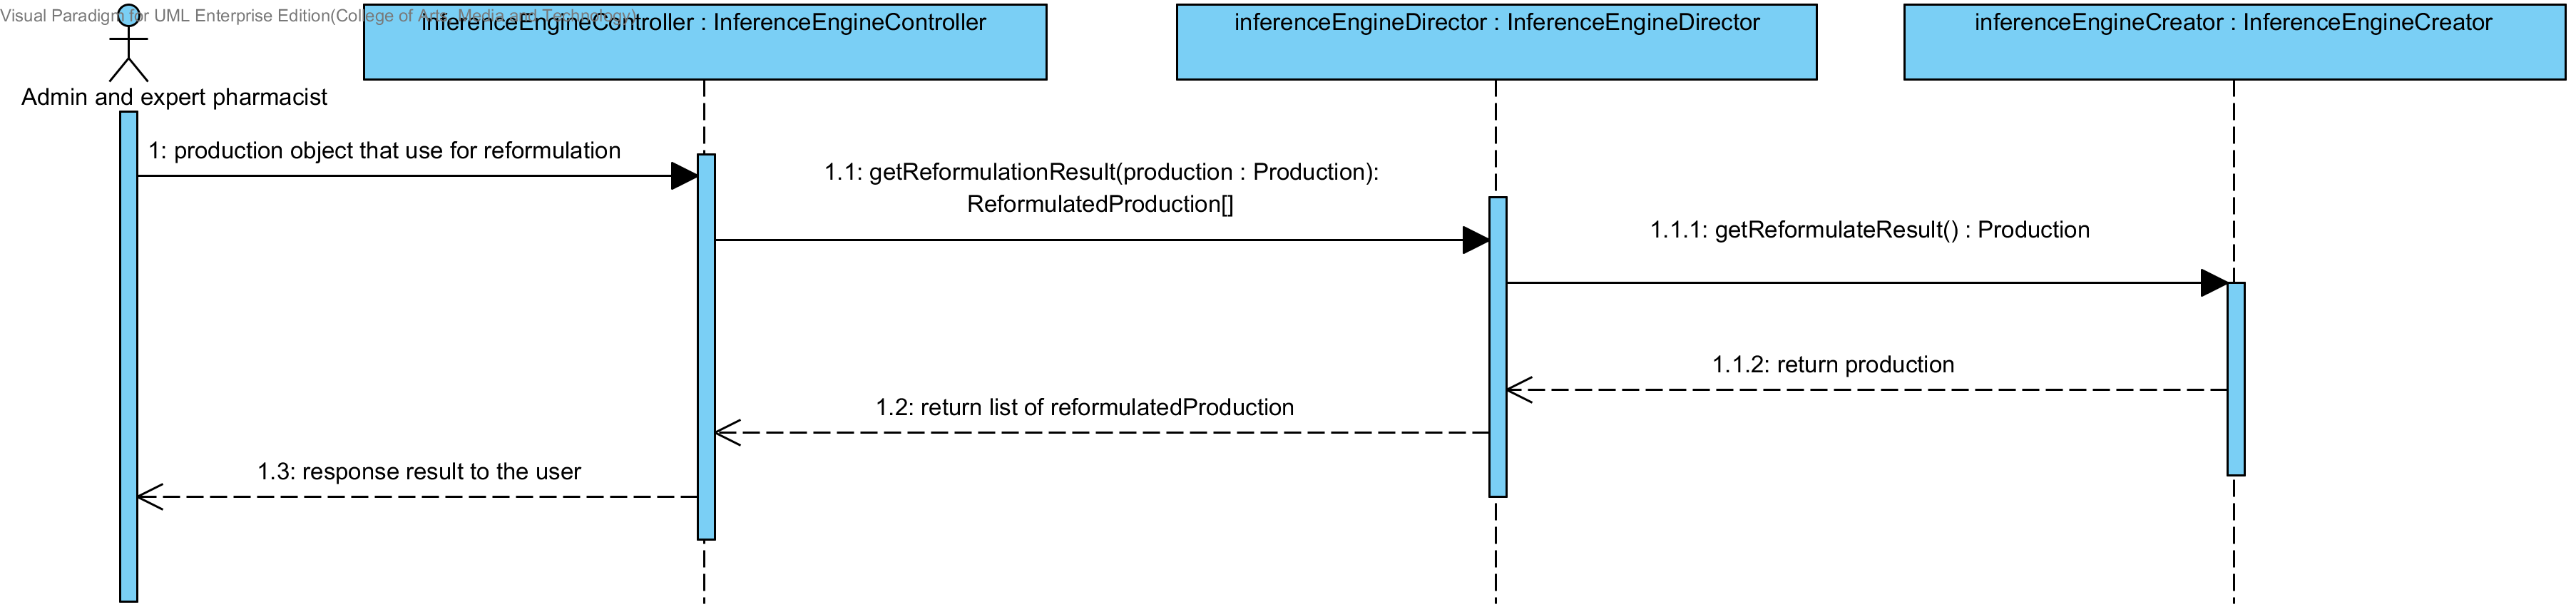 Visual Paradigm for UML Enterprise Edition(College of Arts, Media and Technology)
inferenceEngineController : InferenceEngineController
inferenceEngineDirector : InferenceEngineDirector
inferenceEngineCreator : InferenceEngineCreator
Admin and expert pharmacist
1: production object that use for reformulation
1.1: getReformulationResult(production : Production):
ReformulatedProduction[]
1.1.1: getReformulateResult() : Production
1.1.2: return production
1.2: return list of reformulatedProduction
1.3: response result to the user